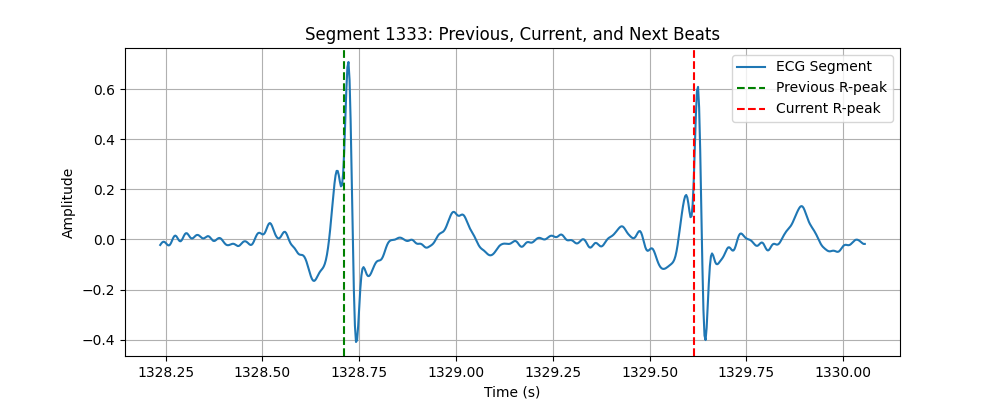 Segment 1333: Previous, Current, and Next Beats
ECG Segment
Previous R-peak
Current R-peak
Amplitude
0.6
0.4
0.2
0.0
−0.2
−0.4
1328.25 1328.50 1328.75 1329.00 1329.25 1329.50 1329.75 1330.00
Time (s)